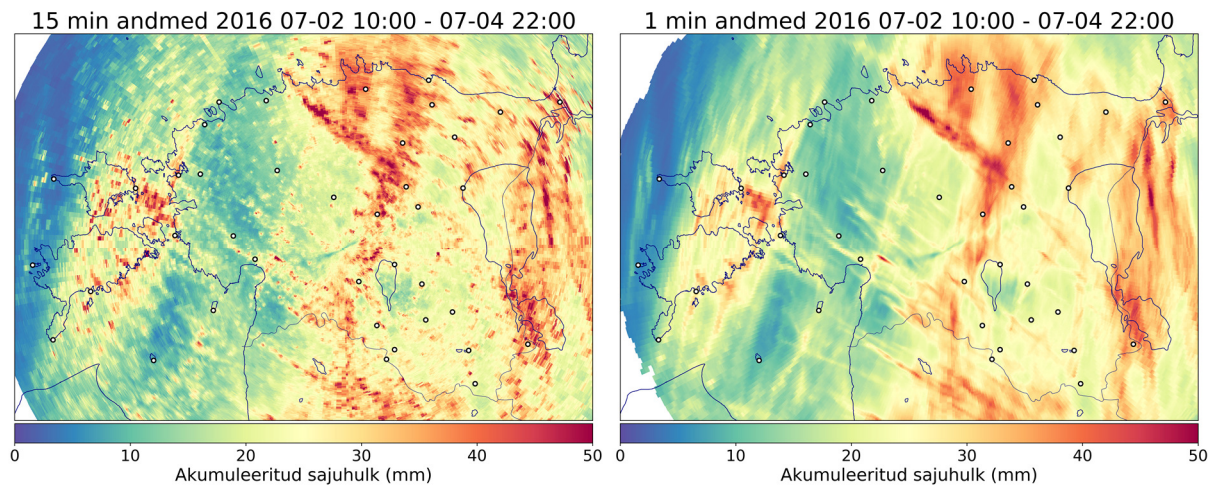 15 min andmed 2016 07-02 10:00 - 07-04 22:00
1 min andmed 2016 07-02 10:00 - 07-04 22:00
0 10 20 30 40 50
0 10 20 30 40 50
Akumuleeritud sajuhulk (mm)
Akumuleeritud sajuhulk (mm)